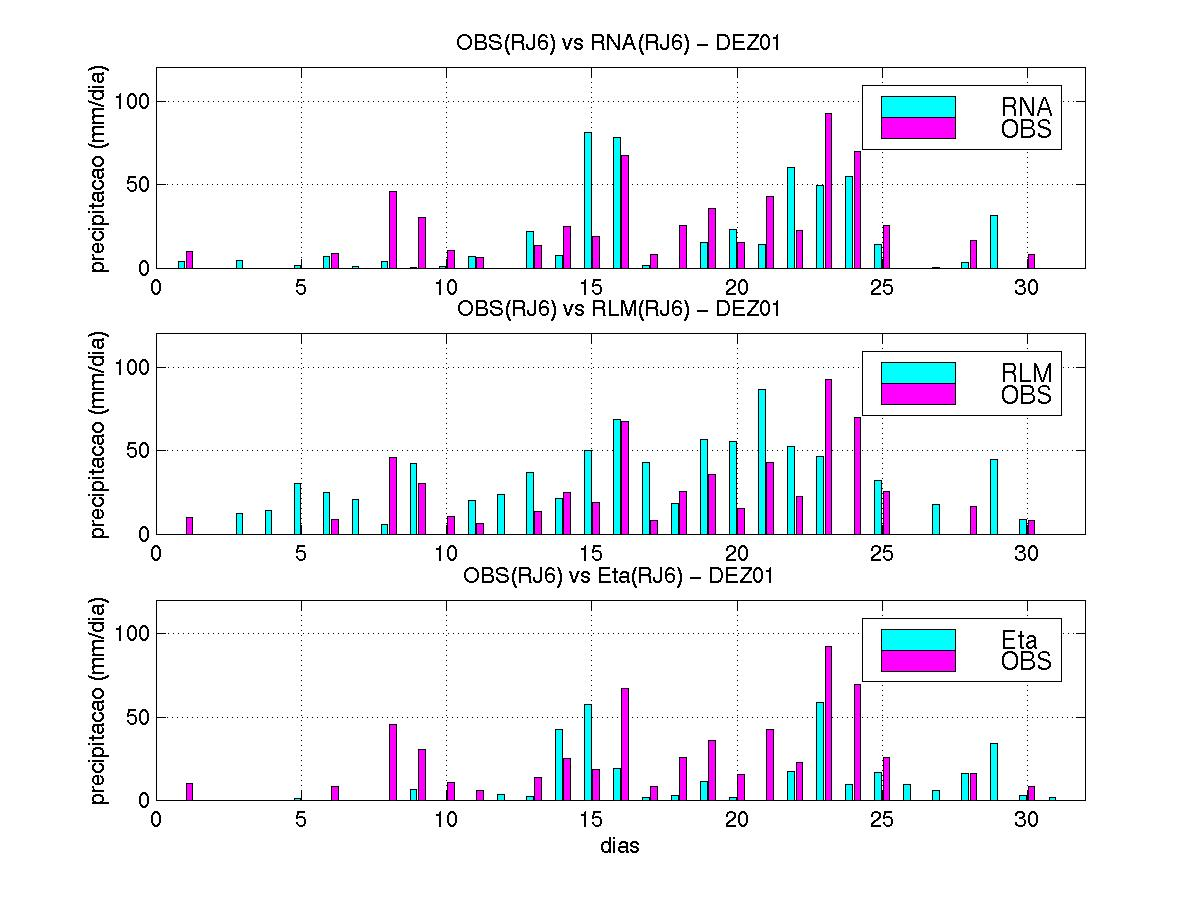 OBS(RJ6) vs RNA(RJ6) − DEZ01
precipitacao (mm/dia)
100
50
0
RNA
OBS
0 5 10 15 20 25 30
OBS(RJ6) vs RLM(RJ6) − DEZ01
precipitacao (mm/dia)
100
50
0
RLM
OBS
0 5 10 15 20 25 30
OBS(RJ6) vs Eta(RJ6) − DEZ01
precipitacao (mm/dia)
100
50
0
Eta
OBS
0 5 10 15 20 25 30
dias